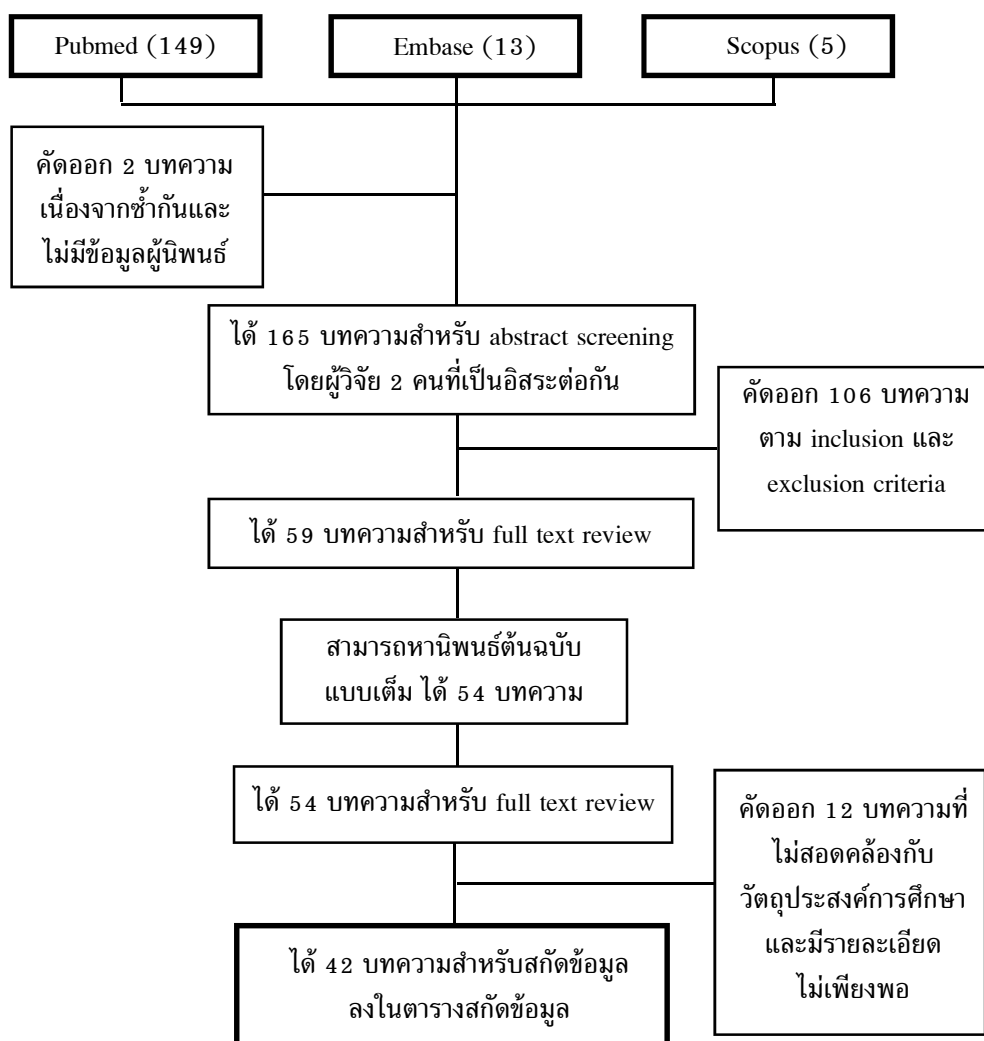 Pubmed (149)
Embase (13)
Scopus (5)
คัดออก 2 บทความ
เนื่องจากซ้ำกันและ
ไม่มีข้อมูลผู้นิพนธ์
ได้ 165 บทความสำหรับ abstract screening
โดยผู้วิจัย 2 คนที่เป็นอิสระต่อกัน
คัดออก 106 บทความ
ตาม inclusion และ
exclusion criteria
ได้ 59 บทความสำหรับ full text review
สามารถหานิพนธ์ต้นฉบับ
แบบเต็ม ได้ 54 บทความ
ได้ 54 บทความสำหรับ full text review
คัดออก 12 บทความที่
ไม่สอดคล้องกับ
วัตถุประสงค์การศึกษา
และมีรายละเอียด
ไม่เพียงพอ
ได้ 42 บทความสำหรับสกัดข้อมูล
ลงในตารางสกัดข้อมูล